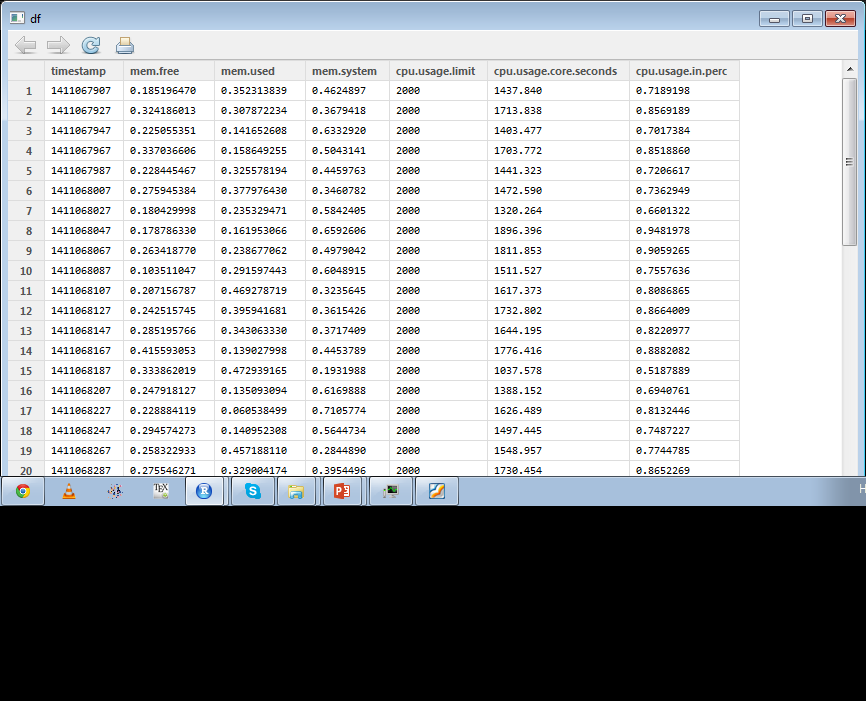 df
timestamp mem.free mem.used mem.system cpu.usage.limit cpu.usage.core.seconds cpu.usage.in.perc
1 1411067907 0.185196470 0.352313839 0.4624897 2000 1437.840 0.7189198
2 1411067927 0.324186013 0.307872234 0.3679418 2000 1713.838 0.8569189
3 1411067947 0.225055351 0.141652608 0.6332920 2000 1403.477 0.7017384
4 1411067967 0.337036606 0.158649255 0.5043141 2000 1703.772 0.8518860
5 1411067987 0.228445467 0.325578194 0.4459763 2000 1441.323 0.7206617
6 1411068007 0.275945384 0.377976430 0.3460782 2000 1472.590 0.7362949
7 1411068027 0.180429998 0.235329471 0.5842405 2000 1320.264 0.6601322
8 1411068047 0.178786330 0.161953066 0.6592606 2000 1896.396 0.9481978
9 1411068067 0.263418770 0.238677062 0.4979042 2000 1811.853 0.9059265
10 1411068087 0.103511047 0.291597443 0.6048915 2000 1511.527 0.7557636
11 1411068107 0.207156787 0.469278719 0.3235645 2000 1617.373 0.8086865
12 1411068127 0.242515745 0.395941681 0.3615426 2000 1732.802 0.8664009
13 1411068147 0.285195766 0.343063330 0.3717409 2000 1644.195 0.8220977
14 1411068167 0.415593053 0.139027998 0.4453789 2000 1776.416 0.8882082
15 1411068187 0.333862019 0.472939165 0.1931988 2000 1037.578 0.5187889
16 1411068207 0.247918127 0.135093094 0.6169888 2000 1388.152 0.6940761
17 1411068227 0.228884119 0.060538499 0.7105774 2000 1626.489 0.8132446
18 1411068247 0.294574273 0.140952308 0.5644734 2000 1497.445 0.7487227
19 1411068267 0.258322933 0.457188110 0.2844890 2000 1548.957 0.7744785
20 1411068287 0.275546271 0.329004174 0.3954496 2000 1730.454 0.8652269
TEX R S P H